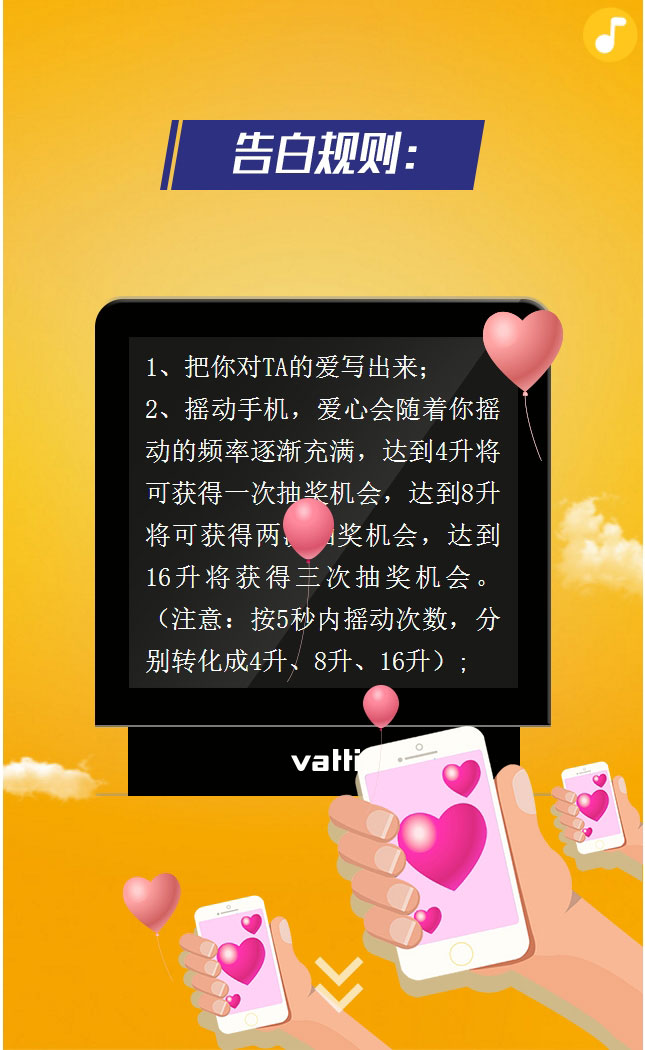 告白规则：
1、把你对TA的爱写出来；
2、摇动手机，爱心会随着你摇
动的频率逐渐充满，达到4升将
可获得一次抽奖机会，达到8升
将可获得两次抽奖机会，达到
16升将获得三次抽奖机会。
（注意：按5秒内摇动次数，分
别转化成4升、8升、16升）;
vatti